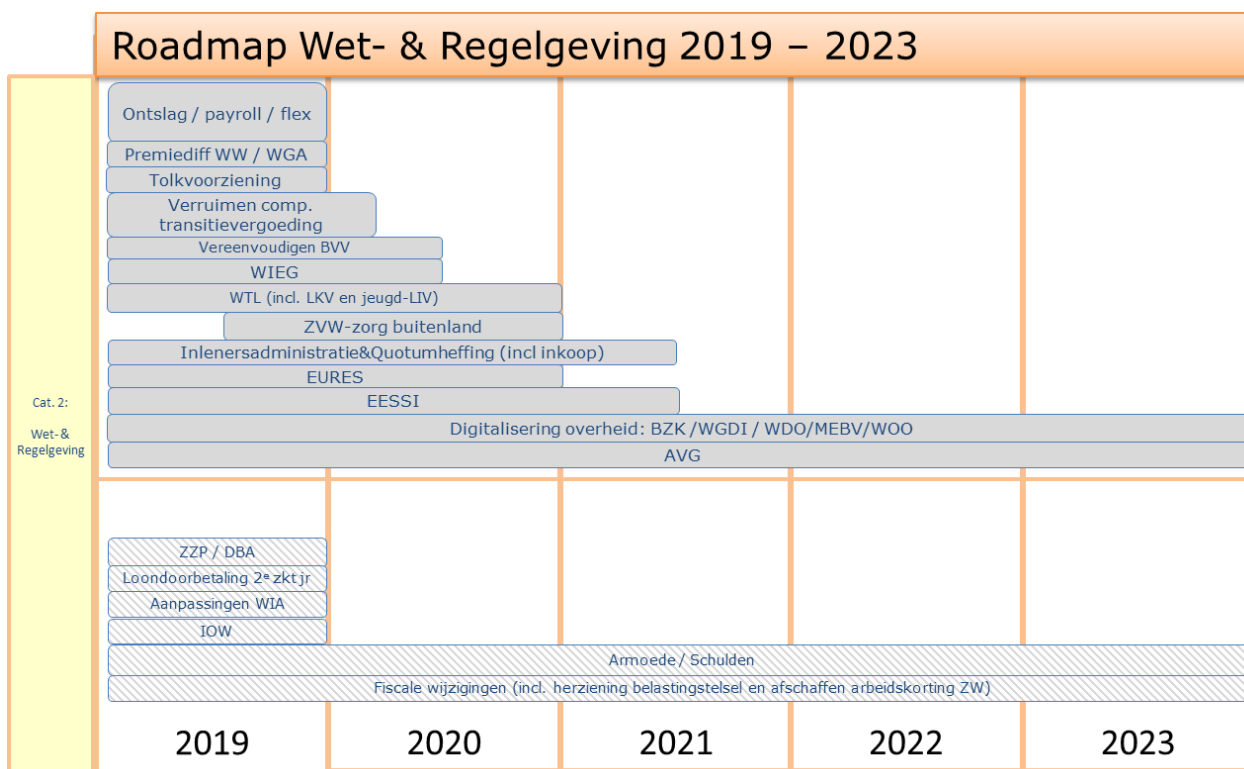 Roadmap Wet- & Regelgeving 2019 – 2023
Cat. 2:
Wet- &
Regelgeving
Ontslag / payroll / flex
Premiediff WW / WGA
Tolkvoorziening
Verruimen comp.
transitievergoeding
Vereenvoudigen BVV
WIEG
WTL (incl. LKV en jeugd-LIV)
ZVW-zorg buitenland
Inlenersadministratie&Quotumheffing (incl inkoop)
EURES
EESSI
Digitalisering overheid: BZK /WGDI / WDO/MEBV/WOO
AVG
ZZP / DBA
Loondoorbetaling 2e zkt jr
Aanpassingen WIA
IOW
Armoede / Schulden
Fiscale wijzigingen (incl. herziening belastingstelsel en afschaffen arbeidskorting ZW)
2019 2020 2021 2022 2023